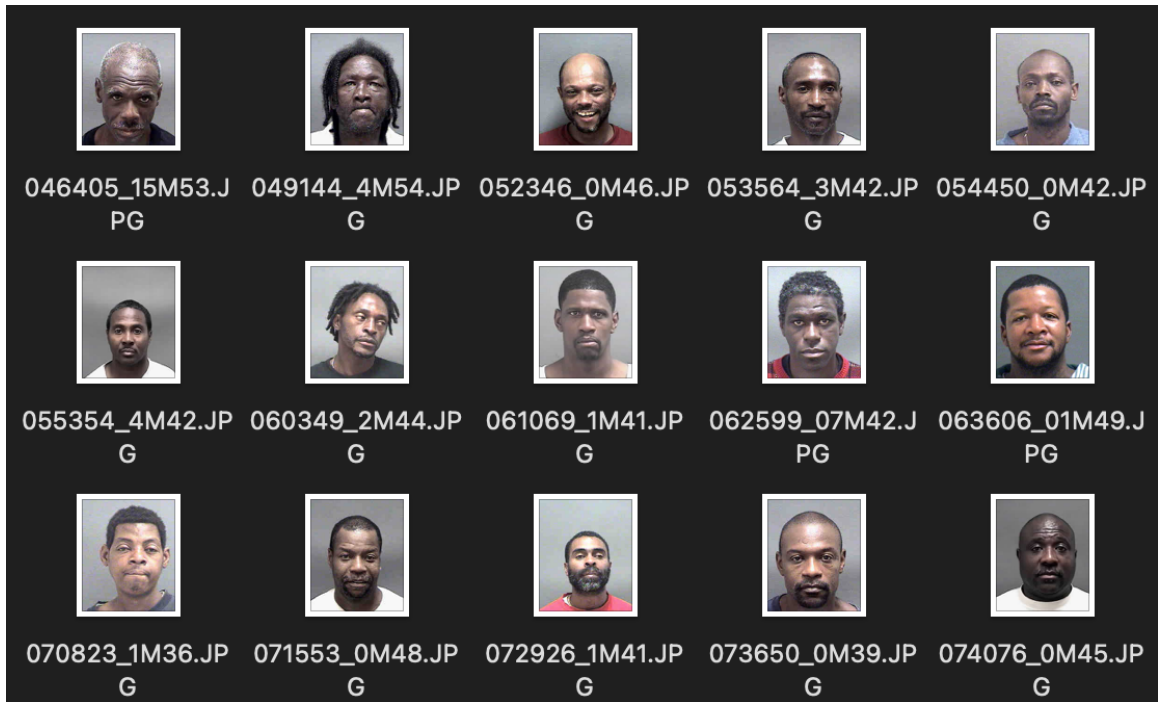 046405_15M53.J
PG
049144_4M54.JP
G
052346_0M46.JP
G
053564_3M42.JP
G
054450_0M42.JP
G
055354_4M42.JP
G
060349_2M44.JP
G
061069_1M41.JP
G
062599_07M42.J
PG
063606_01M49.J
PG
070823_1M36.JP
G
071553_0M48.JP
G
072926_1M41.JP
G
073650_0M39.JP
G
074076_0M45.JP
G